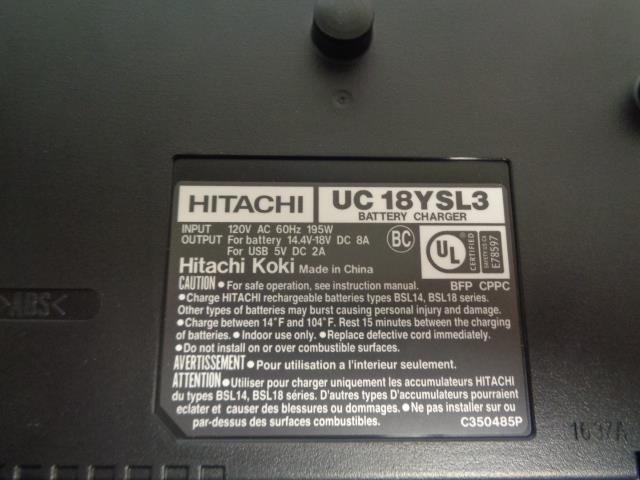 HITACHI UC 18YSL3
BATTERY CHARGER
INPUT 120V AC 60Hz 195W
OUTPUT For battery 14.4V-18V DC 8A
For USB 5V DC 2A
BC
UL
CERTIFIED
SAFETY US CA
E78597
Hitachi Koki Made in China
BFP CPPC
CAUTION ● For safe operation, see instruction manual.
●Charge HITACHI rechargeable batteries types BSL14, BSL18 series.
Other types of batteries may burst causing personal injury and damage.
●Charge between 14°F and 104°F. Rest 15 minutes between the charging
of batteries. ● Indoor use only. ● Replace defective cord immediately.
●Do not install on or over combustible surfaces.
AVERTISSEMENT ● Pour utilisation a l'interieur seulement.
ATTENTION ●Utiliser pour charger uniquement les accumulateurs HITACHI
du types BSL14, BSL18 séries. D'autres types D'accumulateurs pourraient
eclater et causer des blessures ou dommages. ● Ne pas installer sur ou
par-dessus des surfaces combustibles.
C350485P
>ABS<